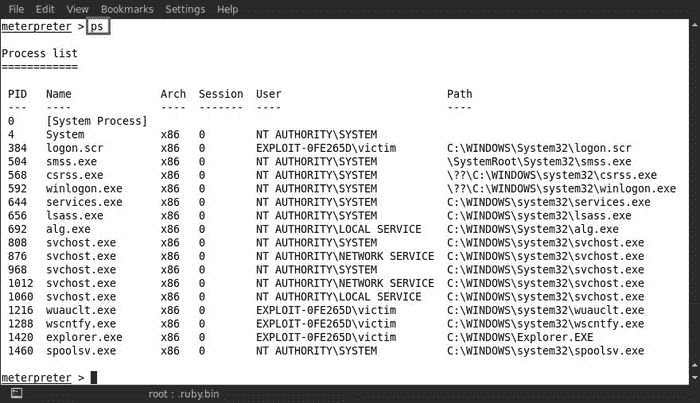 File Edit View Bookmarks Settings Help
meterpreter > ps
Process list
============
PID Name Arch Session User Path
--- ---- ---- ------- ---- ----
0 [System Process]
4 System x86 0 NT AUTHORITY\SYSTEM
384 logon.scr x86 0 EXPLOIT-0FE265D\victim C:\WINDOWS\System32\logon.scr
504 smss.exe x86 0 NT AUTHORITY\SYSTEM \SystemRoot\System32\smss.exe
568 csrss.exe x86 0 NT AUTHORITY\SYSTEM \??\C:\WINDOWS\system32\csrss.exe
592 winlogon.exe x86 0 NT AUTHORITY\SYSTEM \??\C:\WINDOWS\system32\winlogon.exe
644 services.exe x86 0 NT AUTHORITY\SYSTEM C:\WINDOWS\system32\services.exe
656 lsass.exe x86 0 NT AUTHORITY\SYSTEM C:\WINDOWS\system32\lsass.exe
692 alg.exe x86 0 NT AUTHORITY\LOCAL SERVICE C:\WINDOWS\System32\alg.exe
808 svchost.exe x86 0 NT AUTHORITY\SYSTEM C:\WINDOWS\system32\svchost.exe
876 svchost.exe x86 0 NT AUTHORITY\NETWORK SERVICE C:\WINDOWS\system32\svchost.exe
968 svchost.exe x86 0 NT AUTHORITY\SYSTEM C:\WINDOWS\System32\svchost.exe
1012 svchost.exe x86 0 NT AUTHORITY\NETWORK SERVICE C:\WINDOWS\System32\svchost.exe
1060 svchost.exe x86 0 NT AUTHORITY\LOCAL SERVICE C:\WINDOWS\System32\svchost.exe
1216 wuauclt.exe x86 0 EXPLOIT-0FE265D\victim C:\WINDOWS\system32\wuauclt.exe
1288 wscntfy.exe x86 0 EXPLOIT-0FE265D\victim C:\WINDOWS\system32\wscntfy.exe
1420 explorer.exe x86 0 EXPLOIT-0FE265D\victim C:\WINDOWS\Explorer.EXE
1460 spoolsv.exe x86 0 NT AUTHORITY\SYSTEM C:\WINDOWS\system32\spoolsv.exe
meterpreter >
root : .ruby.bin